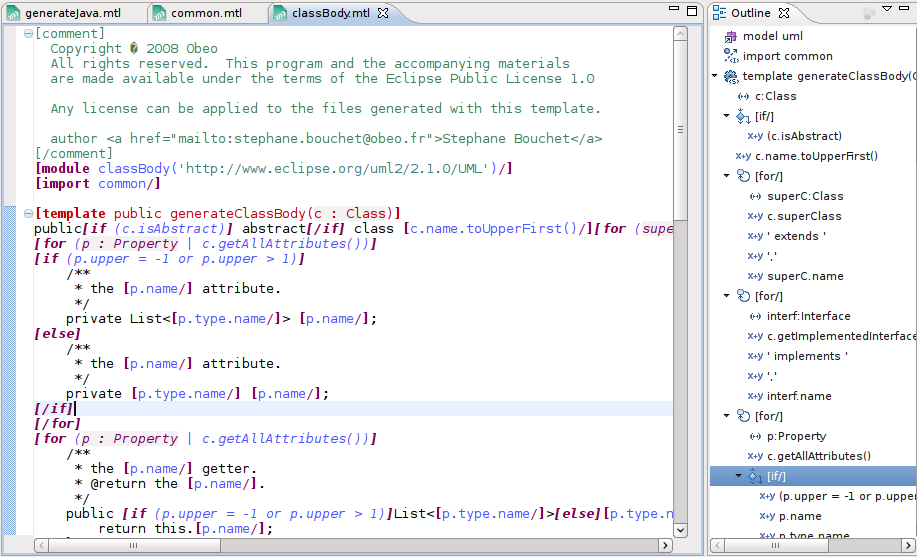 generateJava.mtl
common.mtl
classBody.mtl
[comment]
Copyright � 2008 Obeo
All rights reserved.  This program and the accompanying materials
are made available under the terms of the Eclipse Public License 1.0
Any license can be applied to the files generated with this template.
author <a href="mailto:stephane.bouchet@obeo.fr">Stephane Bouchet</a>
[/comment]
[module classBody('http://www.eclipse.org/uml2/2.1.0/UML')/]
[import common/]
[template public generateClassBody(c : Class)]
public[if (c.isAbstract)] abstract[/if] class [c.name.toUpperFirst()/][for (supe
[for (p : Property | c.getAllAttributes())]
[if (p.upper = -1 or p.upper > 1)]
/**
* the [p.name/] attribute.
*/
private List<[p.type.name/]> [p.name/];
[else]
/**
* the [p.name/] attribute.
*/
private [p.type.name/] [p.name/];
[/if]
[/for]
[for (p : Property | c.getAllAttributes())]
/**
* the [p.name/] getter.
* @return the [p.name/].
*/
public [if (p.upper = -1 or p.upper > 1)]List<[p.type.name/]>[else][p.type.n
return this.[p.name/];
Outline
model uml
import common
template generateClassBody(C
c:Class
[if/]
x+y (c.isAbstract)
x+y c.name.toUpperFirst()
[for/]
superC:Class
x+y c.superClass
x+y ' extends '
x+y ','
x+y superC.name
[for/]
interf:Interface
x+y c.getImplementedInterface
x+y ' implements '
x+y ','
x+y interf.name
[for/]
p:Property
x+y c.getAllAttributes()
[if/]
x+y (p.upper = -1 or p.upper
x+y p.name
x+y p.type.name